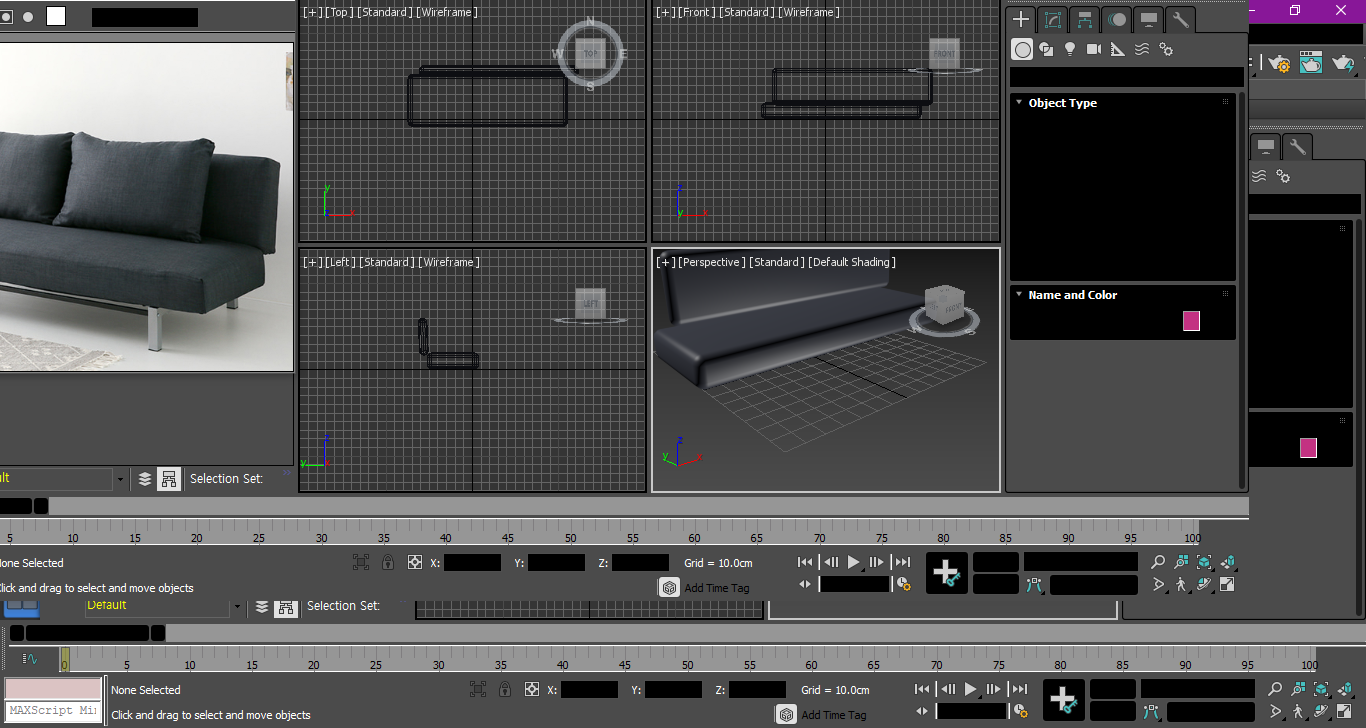 [+] [Top] [Standard] [Wireframe]
N
W TOP E
S
y
x
[+] [Front] [Standard] [Wireframe]
FRONT
z
y x
Object Type
Name and Color
[+] [Left] [Standard] [Wireframe]
LEFT
z
y
[+] [Perspective] [Standard] [Default Shading]
FRONT
z
y x
Selection Set:
5 10 15 20 25 30 35 40 45 50 55 60 65 70 75 80 85 90 95 100
None Selected
X: Y: Z: Grid = 10.0cm
Click and drag to select and move objects
Add Time Tag
Default
Selection Set:
0 5 10 15 20 25 30 35 40 45 50 55 60 65 70 75 80 85 90 95 100
None Selected
X: Y: Z: Grid = 10.0cm
MAXScript Mi
Click and drag to select and move objects
Add Time Tag